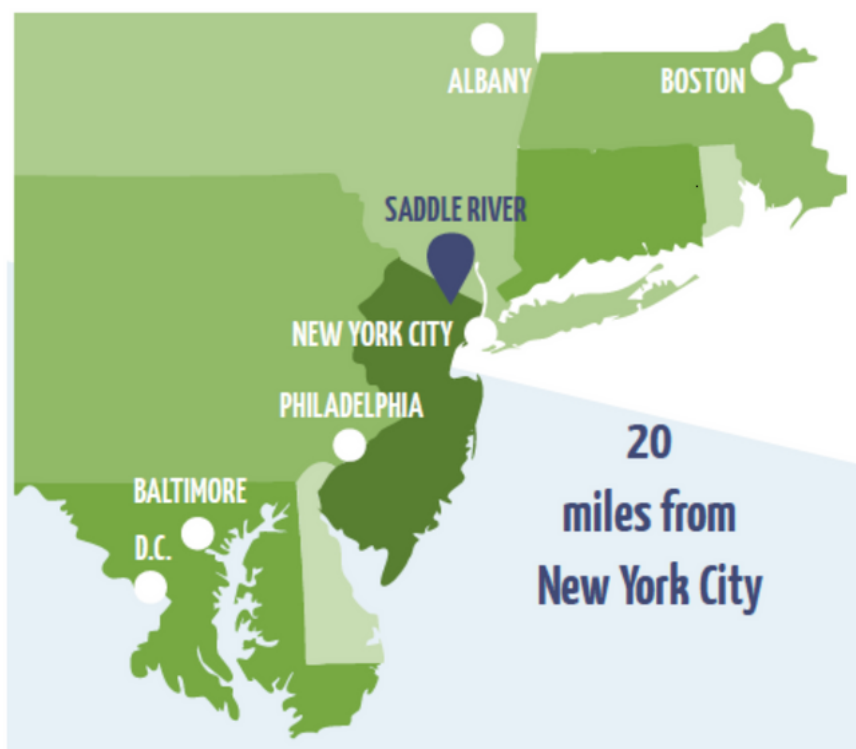 ALBANY
BOSTON
SADDLE RIVER
NEW YORK CITY
PHILADELPHIA
20
miles from
New York City
BALTIMORE
D.C.